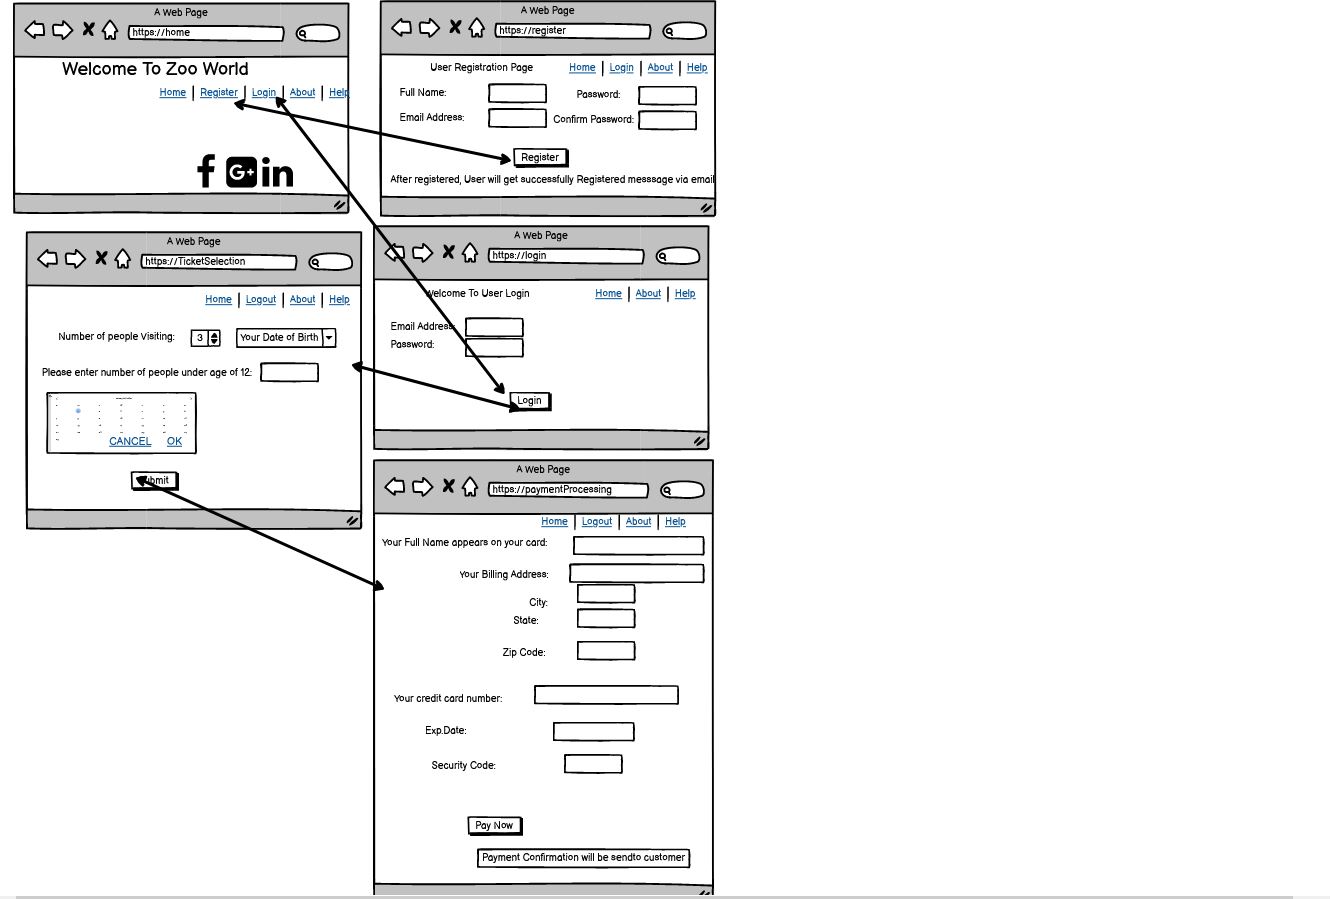 A Web Page
https://home
Welcome To Zoo World
Home | Register | Login | About | Help
f G+ in
A Web Page
https://register
User Registration Page
Home | Login | About | Help
Full Name:
Password:
Email Address:
Confirm Password:
Register
After registered, User will get successfully Registered messsage via email
A Web Page
https://TicketSelection
Home | Logout | About | Help
Number of people Visiting:
3
Your Date of Birth
Please enter number of people under age of 12:
CANCEL OK
Submit
A Web Page
https://login
Welcome To User Login
Home | About | Help
Email Address:
Password:
Login
A Web Page
https://paymentProcessing
Home | Logout | About | Help
Your Full Name appears on your card:
Your Billing Address:
City:
State:
Zip Code:
Your credit card number:
Exp.Date:
Security Code:
Pay Now
Payment Confirmation will be sendto customer